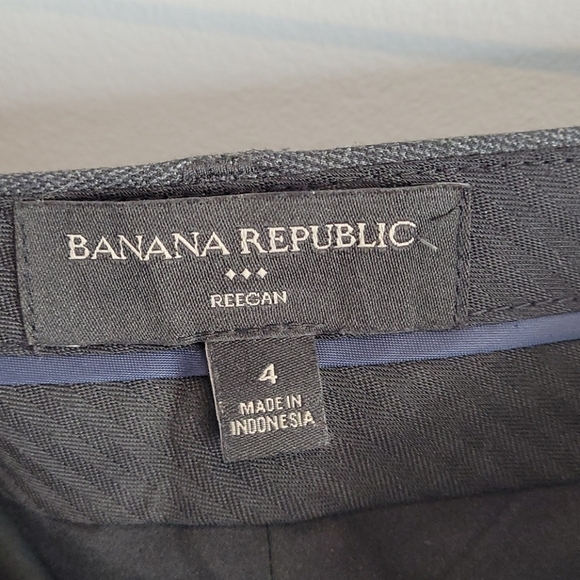 BANANA REPUBLIC
REEGAN
4
MADE IN
INDONESIA